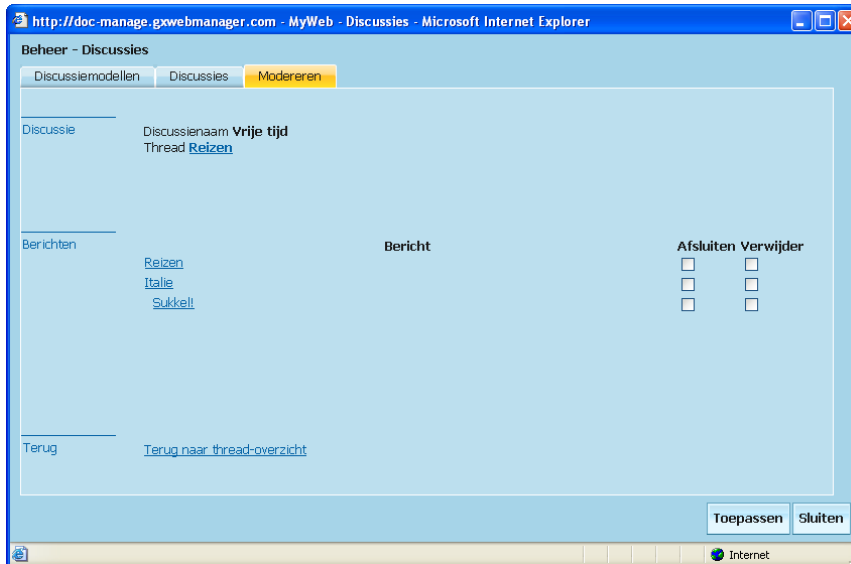 http://doc-manage.gxwebmanager.com - MyWeb - Discussies - Microsoft Internet Explorer
Beheer - Discussies
Discussiemodellen Discussies Modereren
Discussie Discussienaam Vrije tijd
Thread Reizen
Berichten Bericht Afsluiten Verwijder
Reizen
Italie
Sukkel!
Terug Terug naar thread-overzicht
Toepassen Sluiten
Internet